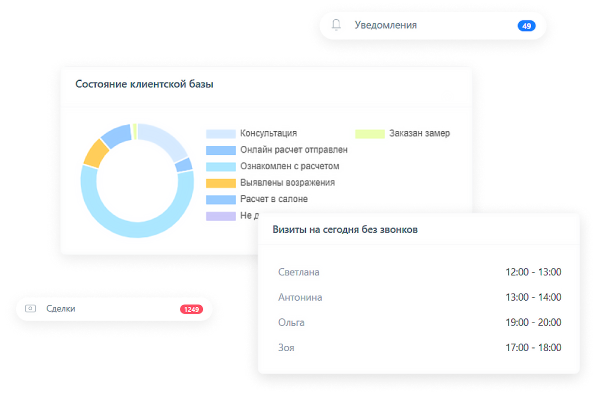 Уведомления 49
Состояние клиентской базы
Консультация
Заказан замер
Онлайн расчет отправлен
Ознакомлен с расчетом
Выявлены возражения
Расчет в салоне
Не
Визиты на сегодня без звонков
Светлана 12:00 - 13:00
Антонина 13:00 - 14:00
Ольга 19:00 - 20:00
Зоя 17:00 - 18:00
Сделки 1249